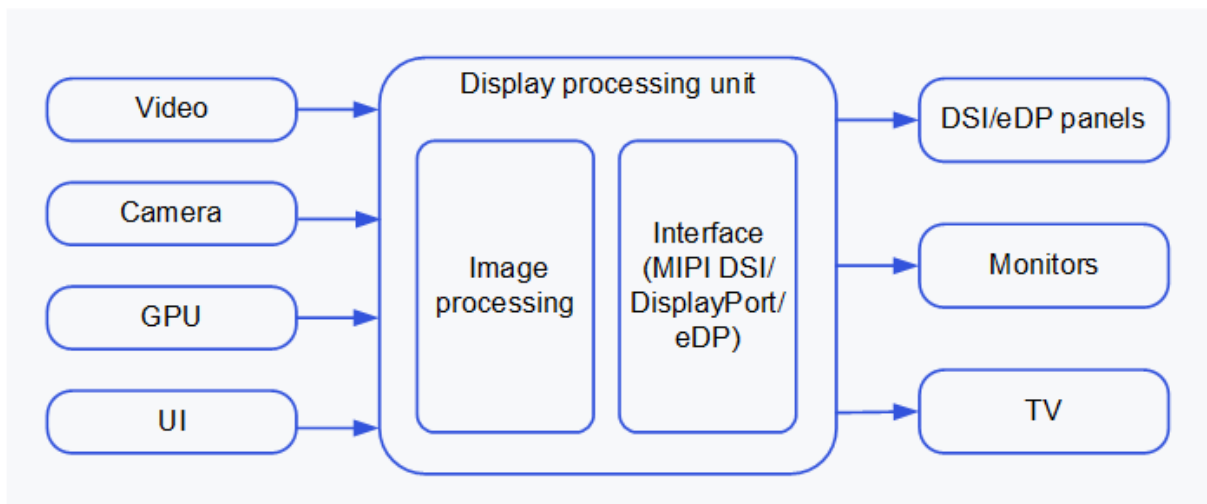 Video
Camera
GPU
UI
Display processing unit
Image
processing
Interface
(MIPI DSI/
DisplayPort/
eDP)
DSI/eDP panels
Monitors
TV